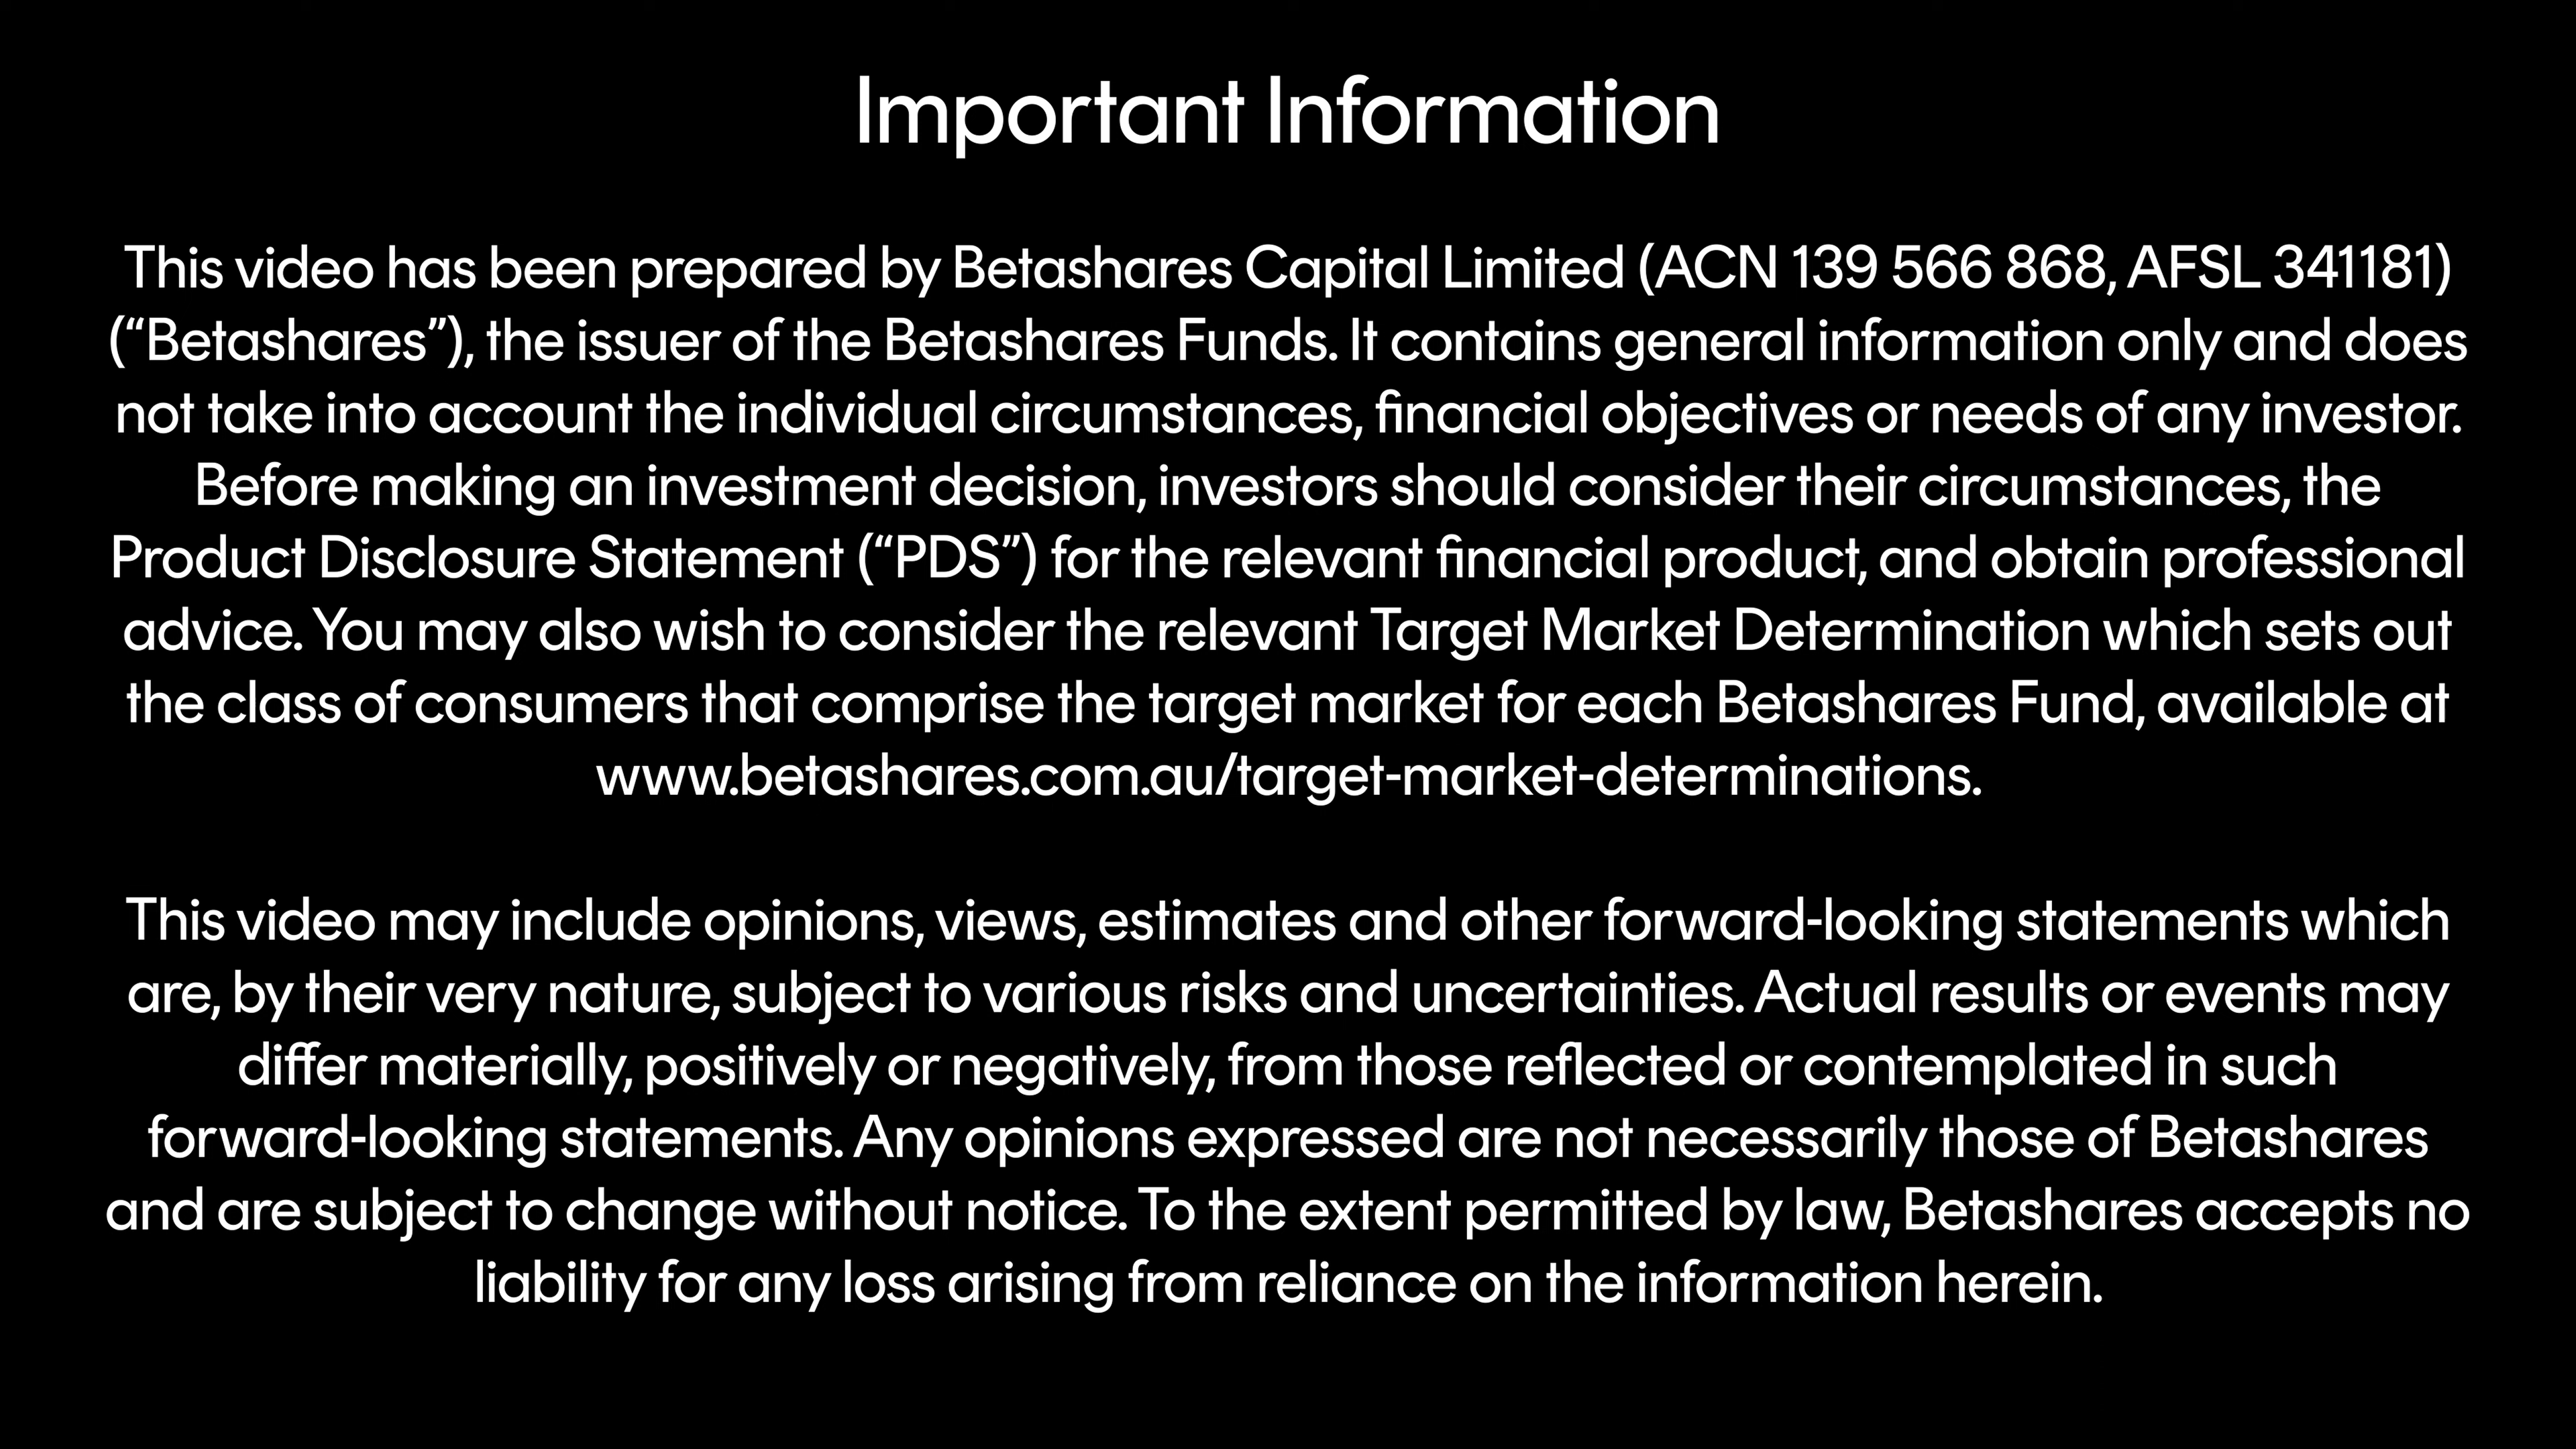 Important Information
This video has been prepared by Betashares Capital Limited (ACN 139 566 868, AFSL 341181)
(“Betashares”), the issuer of the Betashares Funds. It contains general information only and does
not take into account the individual circumstances, financial objectives or needs of any investor.
Before making an investment decision, investors should consider their circumstances, the
Product Disclosure Statement (“PDS”) for the relevant financial product, and obtain professional
advice. You may also wish to consider the relevant Target Market Determination which sets out
the class of consumers that comprise the target market for each Betashares Fund, available at
www.betashares.com.au/target-market-determinations.
This video may include opinions, views, estimates and other forward-looking statements which
are, by their very nature, subject to various risks and uncertainties. Actual results or events may
differ materially, positively or negatively, from those reflected or contemplated in such
forward-looking statements. Any opinions expressed are not necessarily those of Betashares
and are subject to change without notice. To the extent permitted by law, Betashares accepts no
liability for any loss arising from reliance on the information herein.